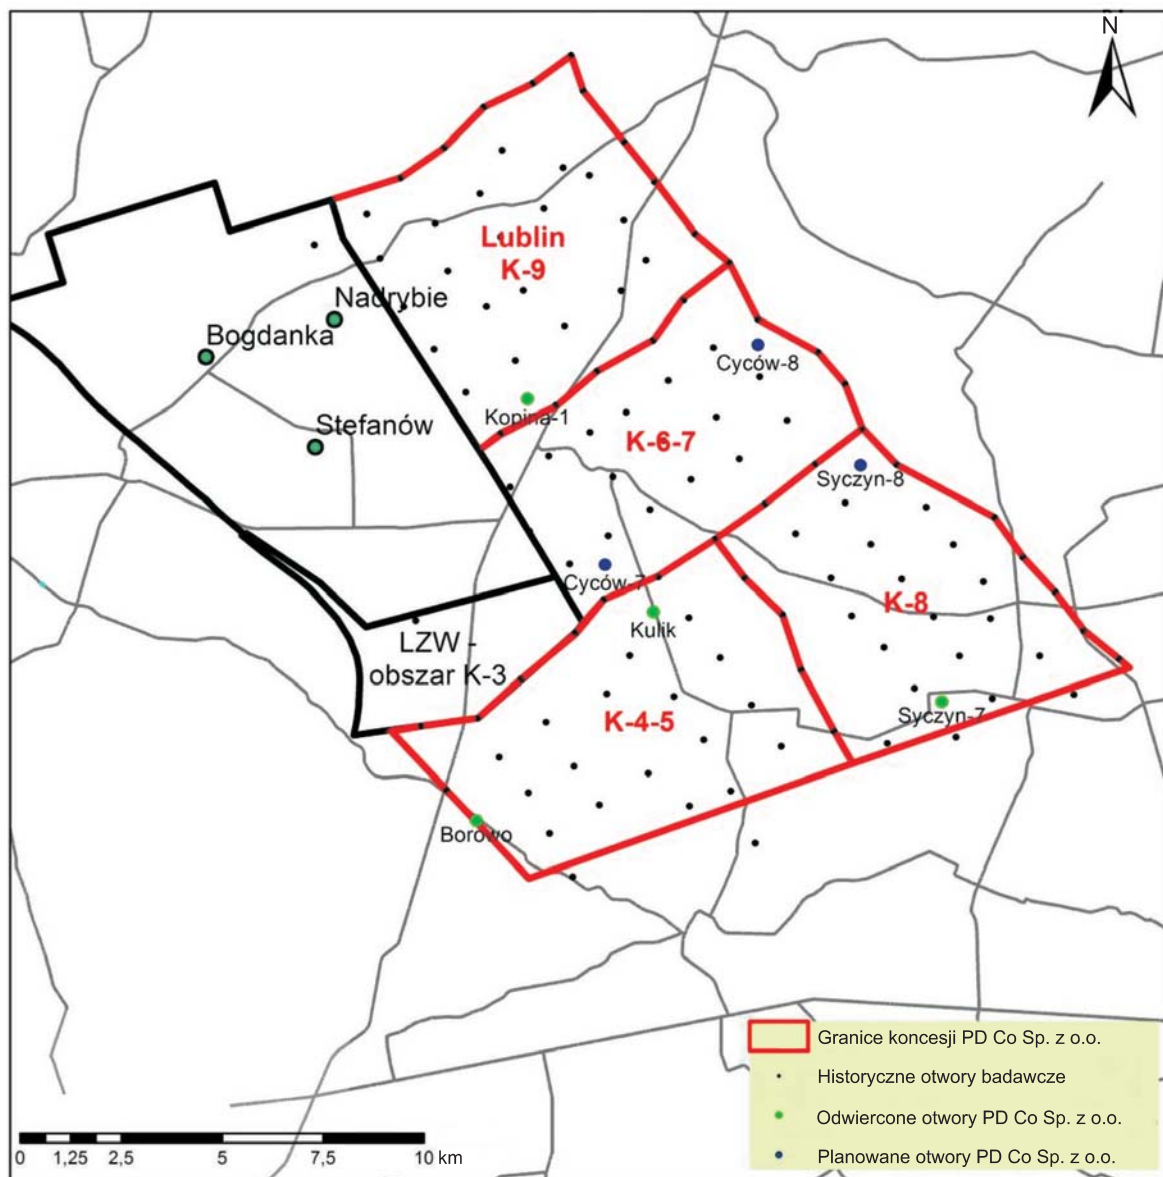 N
Lublin
K-9
Nadrybie
Bogdanka
Cyców-8
Kopina-1
Stefanów
K-6-7
Syczyn-8
Cyców-7
K-8
Kulik
LZW -
obszar K-3
K-4-5
Syczyn-7
Borowo
Granice koncesji PD Co Sp. z o.o.
Historyczne otwory badawcze
Odwiercone otwory PD Co Sp. z o.o.
Planowane otwory PD Co Sp. z o.o.
0 1,25 2,5 5 7,5 10 km